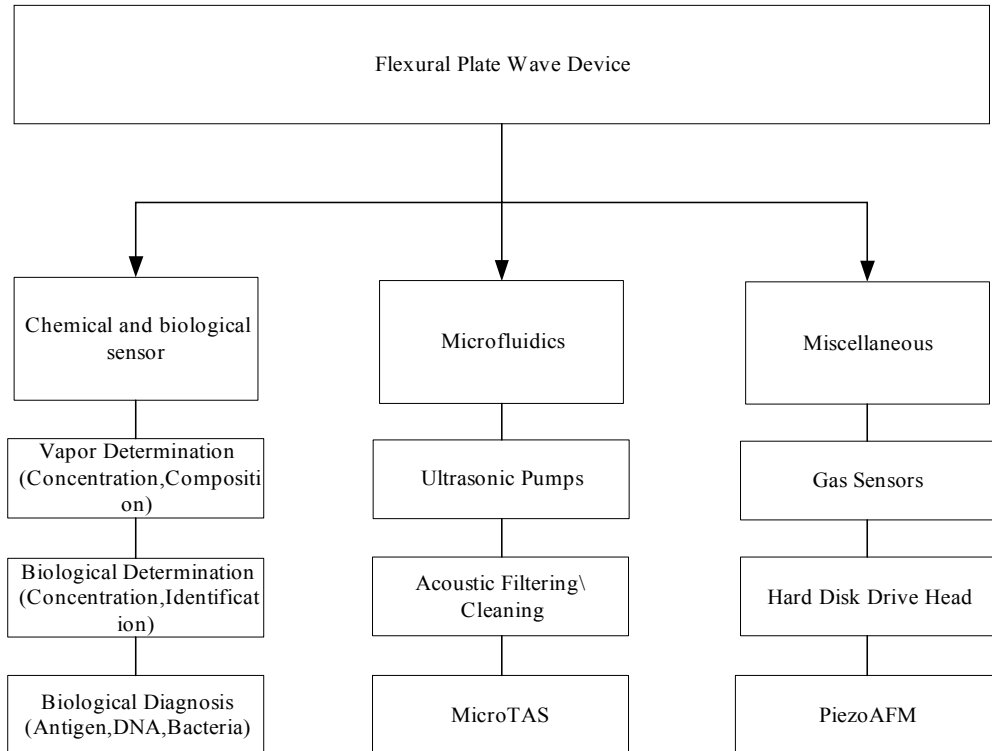 Flexural Plate Wave Device
Chemical and biological
sensor
Microfluidics
Miscellaneous
Vapor Determination
(Concentration,Compositi
on)
Ultrasonic Pumps
Gas Sensors
Biological Determination
(Concentration,Identificat
ion)
Acoustic Filtering\
Cleaning
Hard Disk Drive Head
Biological Diagnosis
(Antigen,DNA,Bacteria)
MicroTAS
PiezoAFM